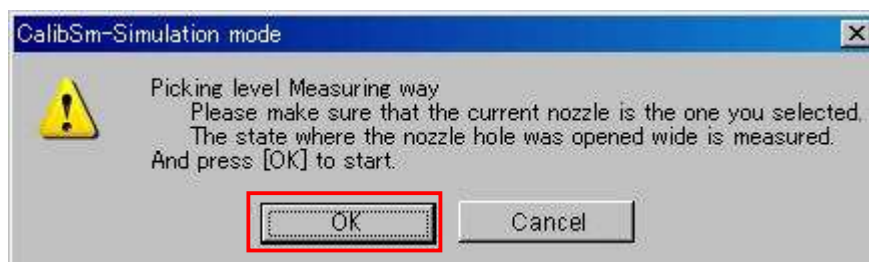 CalibSm-Simulation mode
Picking level Measuring way
Please make sure that the current nozzle is the one you selected.
The state where the nozzle hole was opened wide is measured.
And press [OK] to start.
OK Cancel